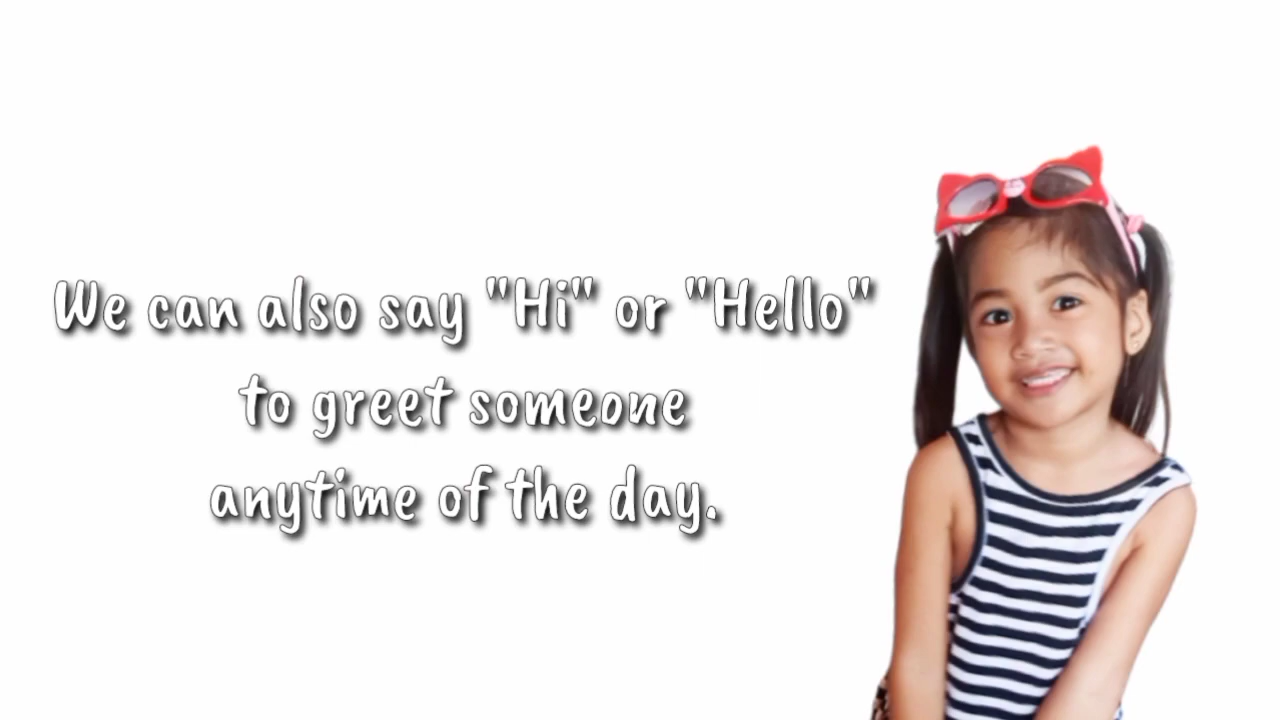 We can also say "Hi" or "Hello"
to greet someone
anytime of the day.